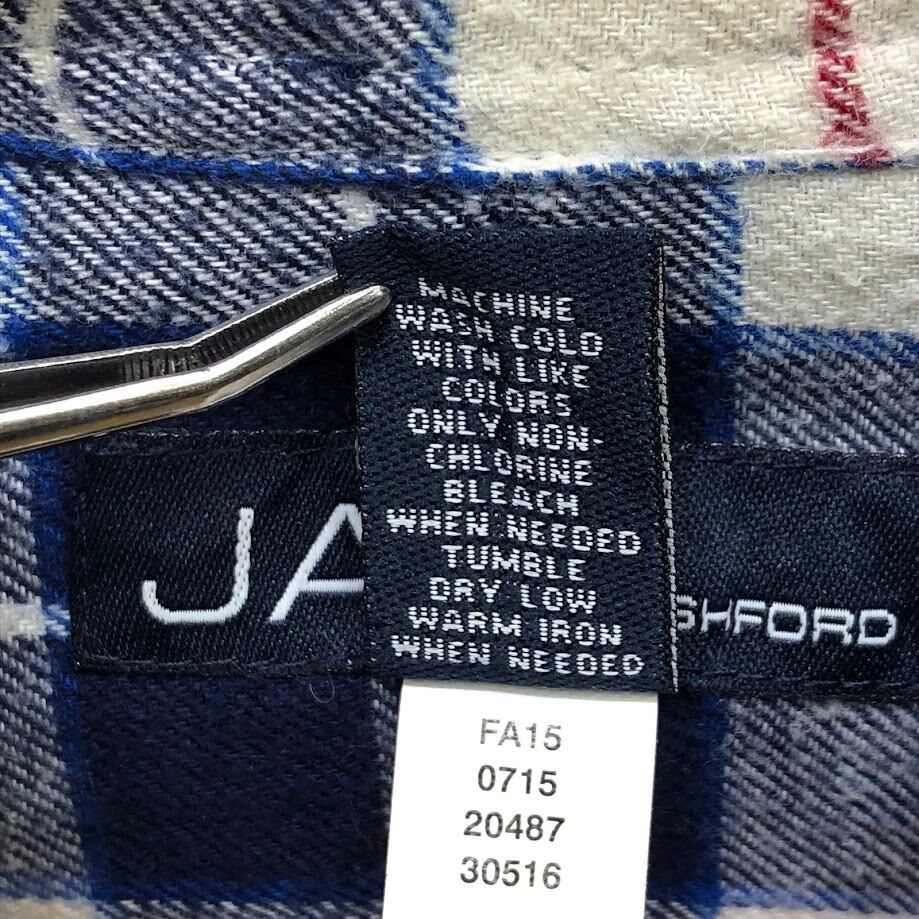 MACHINE
WASH COLD
WITH LIKE
COLORS
ONLY NON-
CHLORINE
BLEACH
WHEN NEEDED
TUMBLE
DRY LOW
WARM IRON
WHEN NEEDED
JA SHFORD
FA15
0715
20487
30516